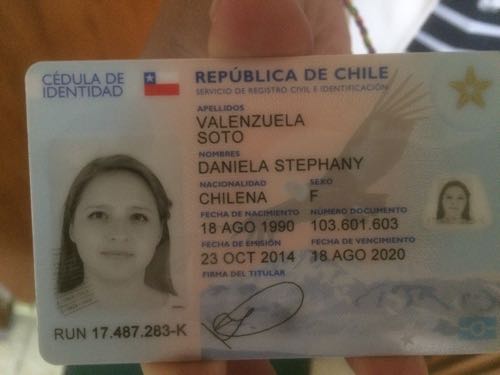 CÉDULA DE IDENTIDAD
REPÚBLICA DE CHILE
SERVICIO DE REGISTRO CIVIL E IDENTIFICACIÓN
APELLIDOS
VALENZUELA
SOTO
NOMBRES
DANIELA STEPHANY
NACIONALIDAD SEXO
CHILENA F
FECHA DE NACIMIENTO NÚMERO DOCUMENTO
18 AGO 1990 103.601.603
FECHA DE EMISIÓN FECHA DE VENCIMIENTO
23 OCT 2014 18 AGO 2020
FIRMA DEL TITULAR
RUN 17.487.283-K